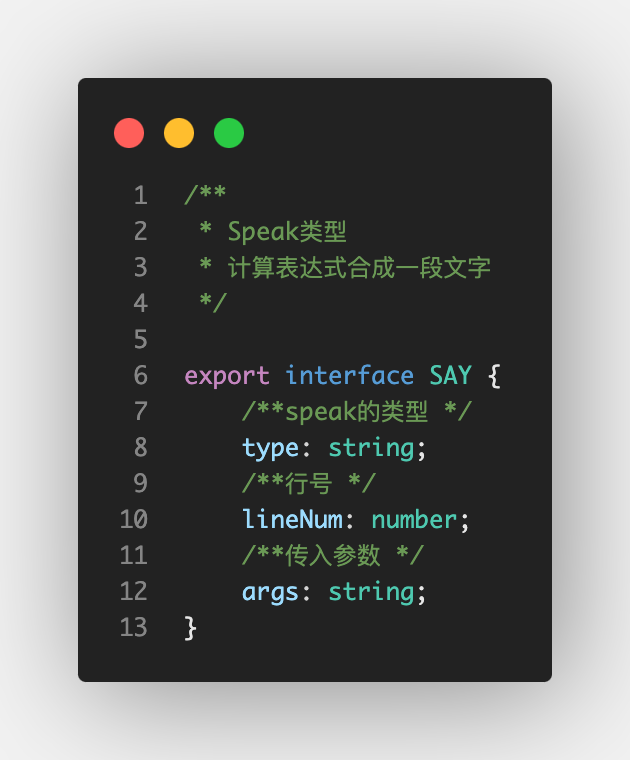 1 /**
2  * Speak类型
3  * 计算表达式合成一段文字
4  */
5
6 export interface SAY {
7     /**speak的类型 */
8     type: string;
9     /**行号 */
10     lineNum: number;
11     /**传入参数 */
12     args: string;
13 }